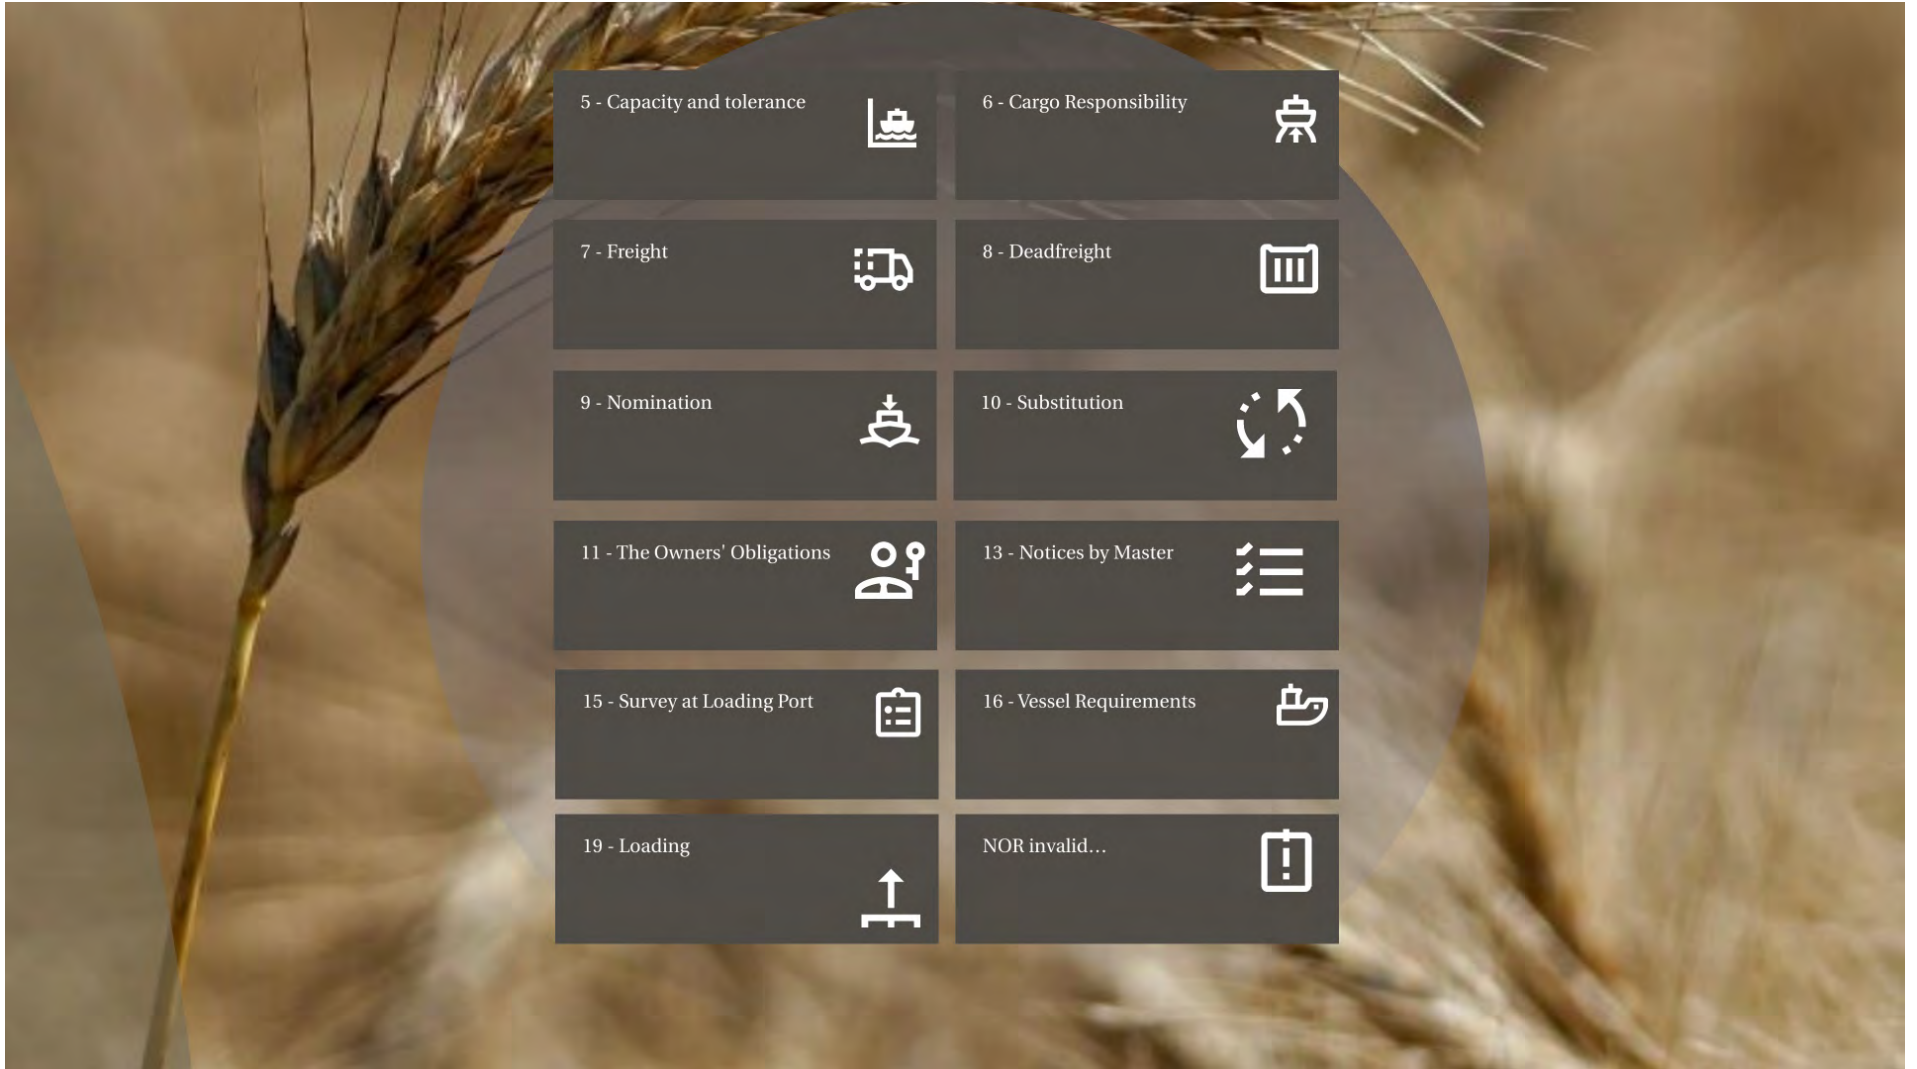 5 - Capacity and tolerance
6 - Cargo Responsibility
7 - Freight
8 - Deadfreight
9 - Nomination
10 - Substitution
11 - The Owners' Obligations
13 - Notices by Master
15 - Survey at Loading Port
16 - Vessel Requirements
19 - Loading
NOR invalid...